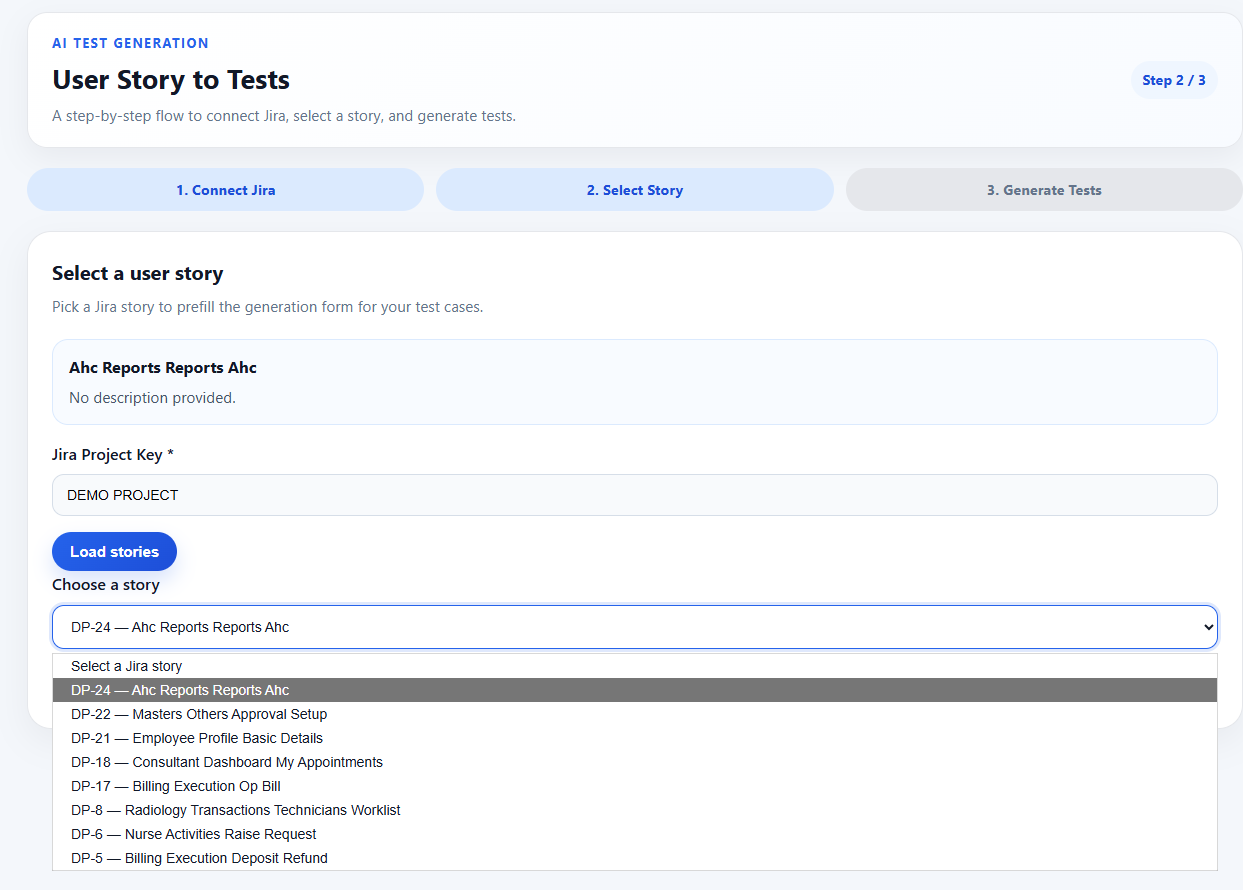 AI TEST GENERATION
User Story to Tests
Step 2 / 3
A step-by-step flow to connect Jira, select a story, and generate tests.
1. Connect Jira
2. Select Story
3. Generate Tests
Select a user story
Pick a Jira story to prefill the generation form for your test cases.
Ahc Reports Reports Ahc
No description provided.
Jira Project Key *
DEMO PROJECT
Load stories
Choose a story
DP-24 — Ahc Reports Reports Ahc
Select a Jira story
DP-24 — Ahc Reports Reports Ahc
DP-22 — Masters Others Approval Setup
DP-21 — Employee Profile Basic Details
DP-18 — Consultant Dashboard My Appointments
DP-17 — Billing Execution Op Bill
DP-8 — Radiology Transactions Technicians Worklist
DP-6 — Nurse Activities Raise Request
DP-5 — Billing Execution Deposit Refund